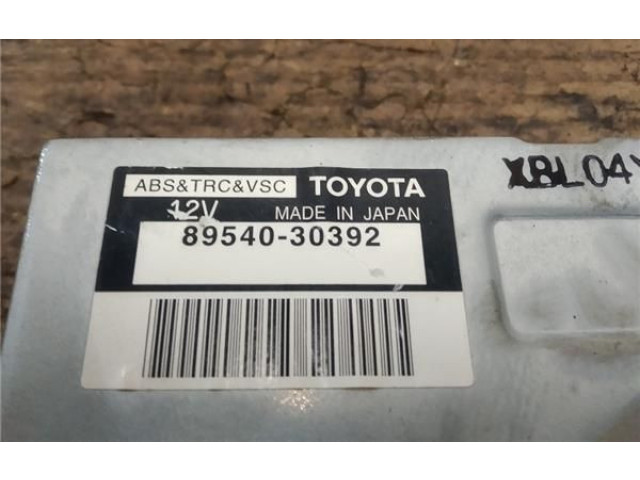 ABS&TRC&VSC TOYOTA
12V MADE IN JAPAN
89540-30392